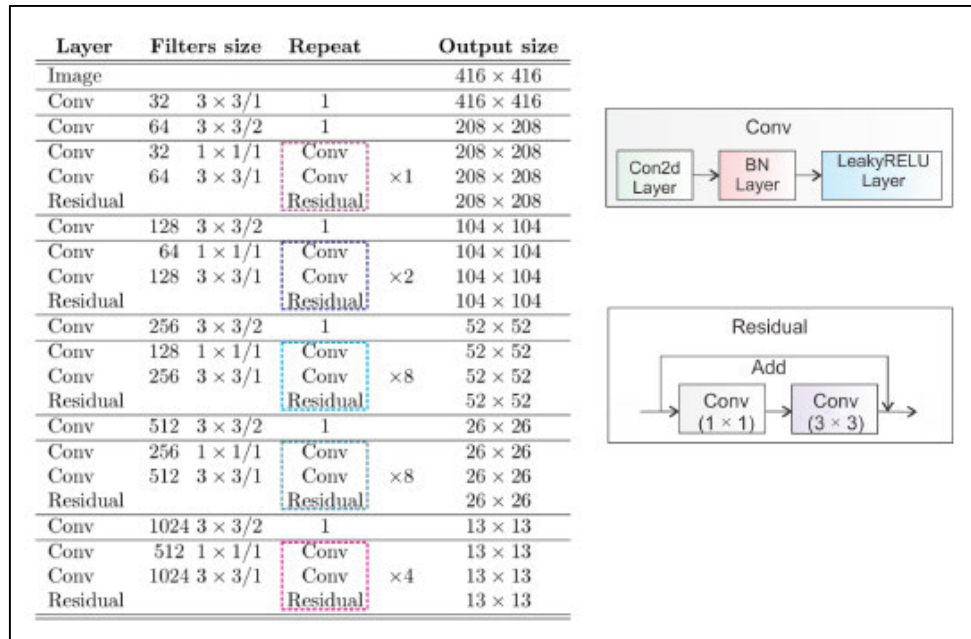 Layer Filters size Repeat Output size
Image 416 × 416
Conv 32 3 × 3/1 1 416 × 416
Conv 64 3 × 3/2 1 208 × 208
Conv 32 1 × 1/1 Conv 208 × 208
Conv 64 3 × 3/1 Conv ×1 208 × 208
Residual Residual 208 × 208
Conv 128 3 × 3/2 1 104 × 104
Conv 64 1 × 1/1 Conv 104 × 104
Conv 128 3 × 3/1 Conv ×2 104 × 104
Residual Residual 104 × 104
Conv 256 3 × 3/2 1 52 × 52
Conv 128 1 × 1/1 Conv 52 × 52
Conv 256 3 × 3/1 Conv ×8 52 × 52
Residual Residual 52 × 52
Conv 512 3 × 3/2 1 26 × 26
Conv 256 1 × 1/1 Conv 26 × 26
Conv 512 3 × 3/1 Conv ×8 26 × 26
Residual Residual 26 × 26
Conv 1024 3 × 3/2 1 13 × 13
Conv 512 1 × 1/1 Conv 13 × 13
Conv 1024 3 × 3/1 Conv ×4 13 × 13
Residual Residual 13 × 13
Conv
Con2d
Layer
BN
Layer
LeakyRELU
Layer
Residual
Add
Conv
(1 × 1)
Conv
(3 × 3)